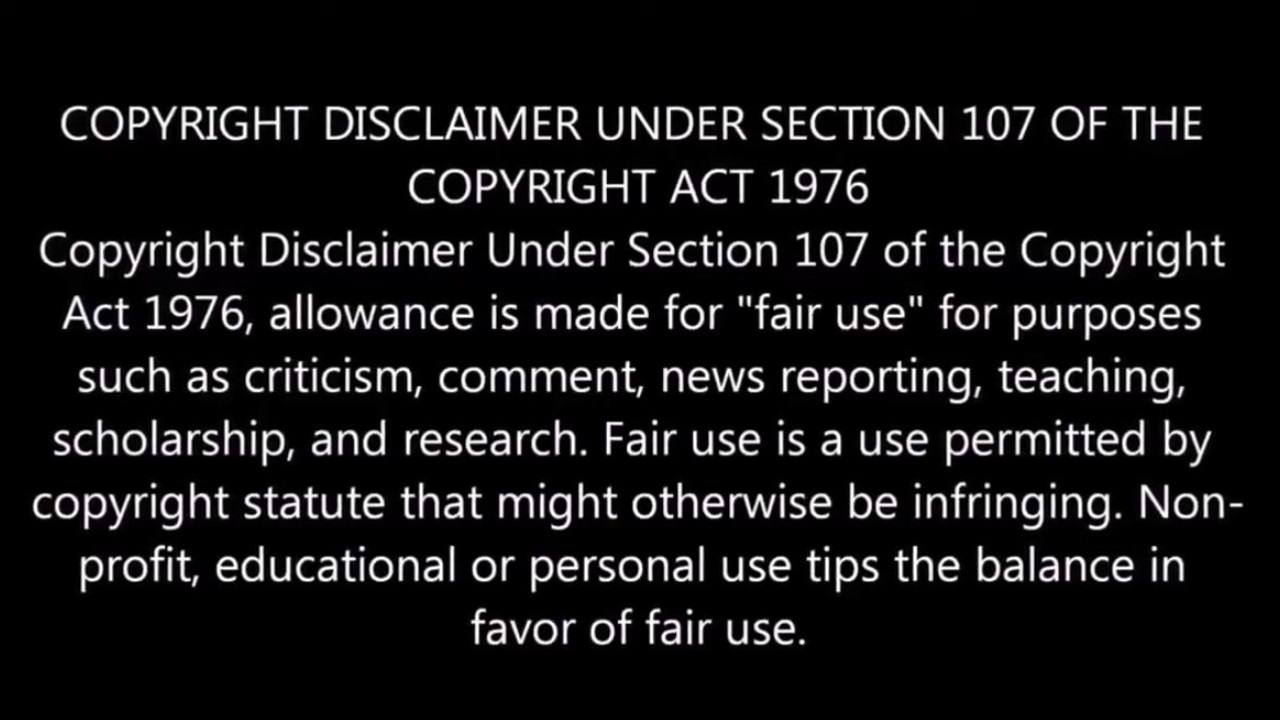 COPYRIGHT DISCLAIMER UNDER SECTION 107 OF THE
COPYRIGHT ACT 1976
Copyright Disclaimer Under Section 107 of the Copyright
Act 1976, allowance is made for "fair use" for purposes
such as criticism, comment, news reporting, teaching,
scholarship, and research. Fair use is a use permitted by
copyright statute that might otherwise be infringing. Non-
profit, educational or personal use tips the balance in
favor of fair use.